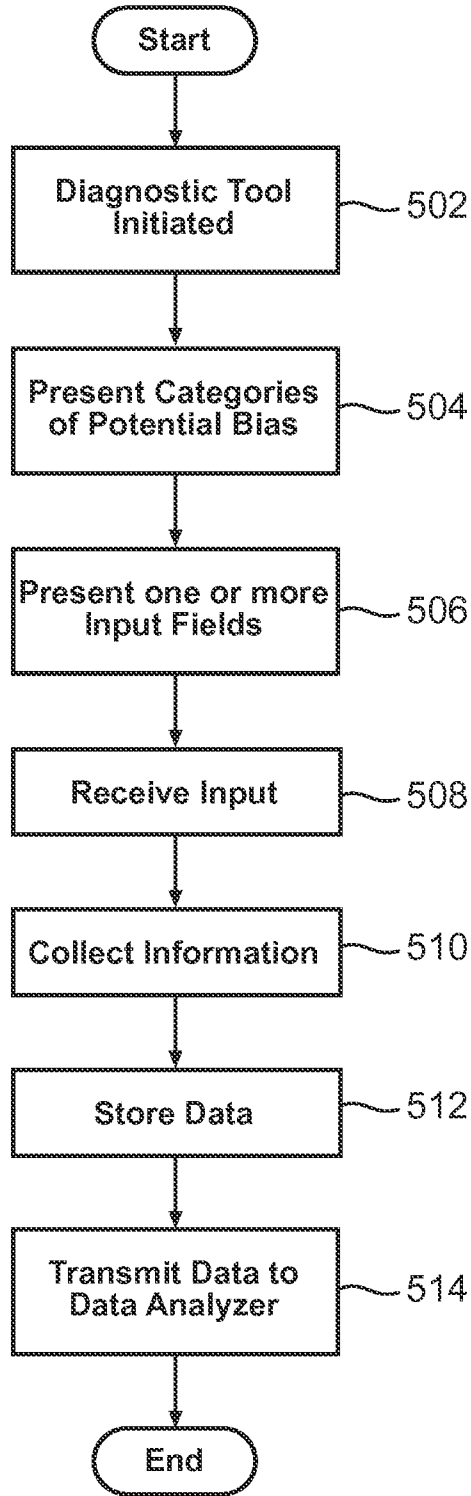 Start
Diagnostic Tool
Initiated
502
Present Categories
of Potential Bias
504
Present one or more
Input Fields
506
Receive Input
508
Collect Information
510
Store Data
512
Transmit Data to
Data Analyzer
514
End